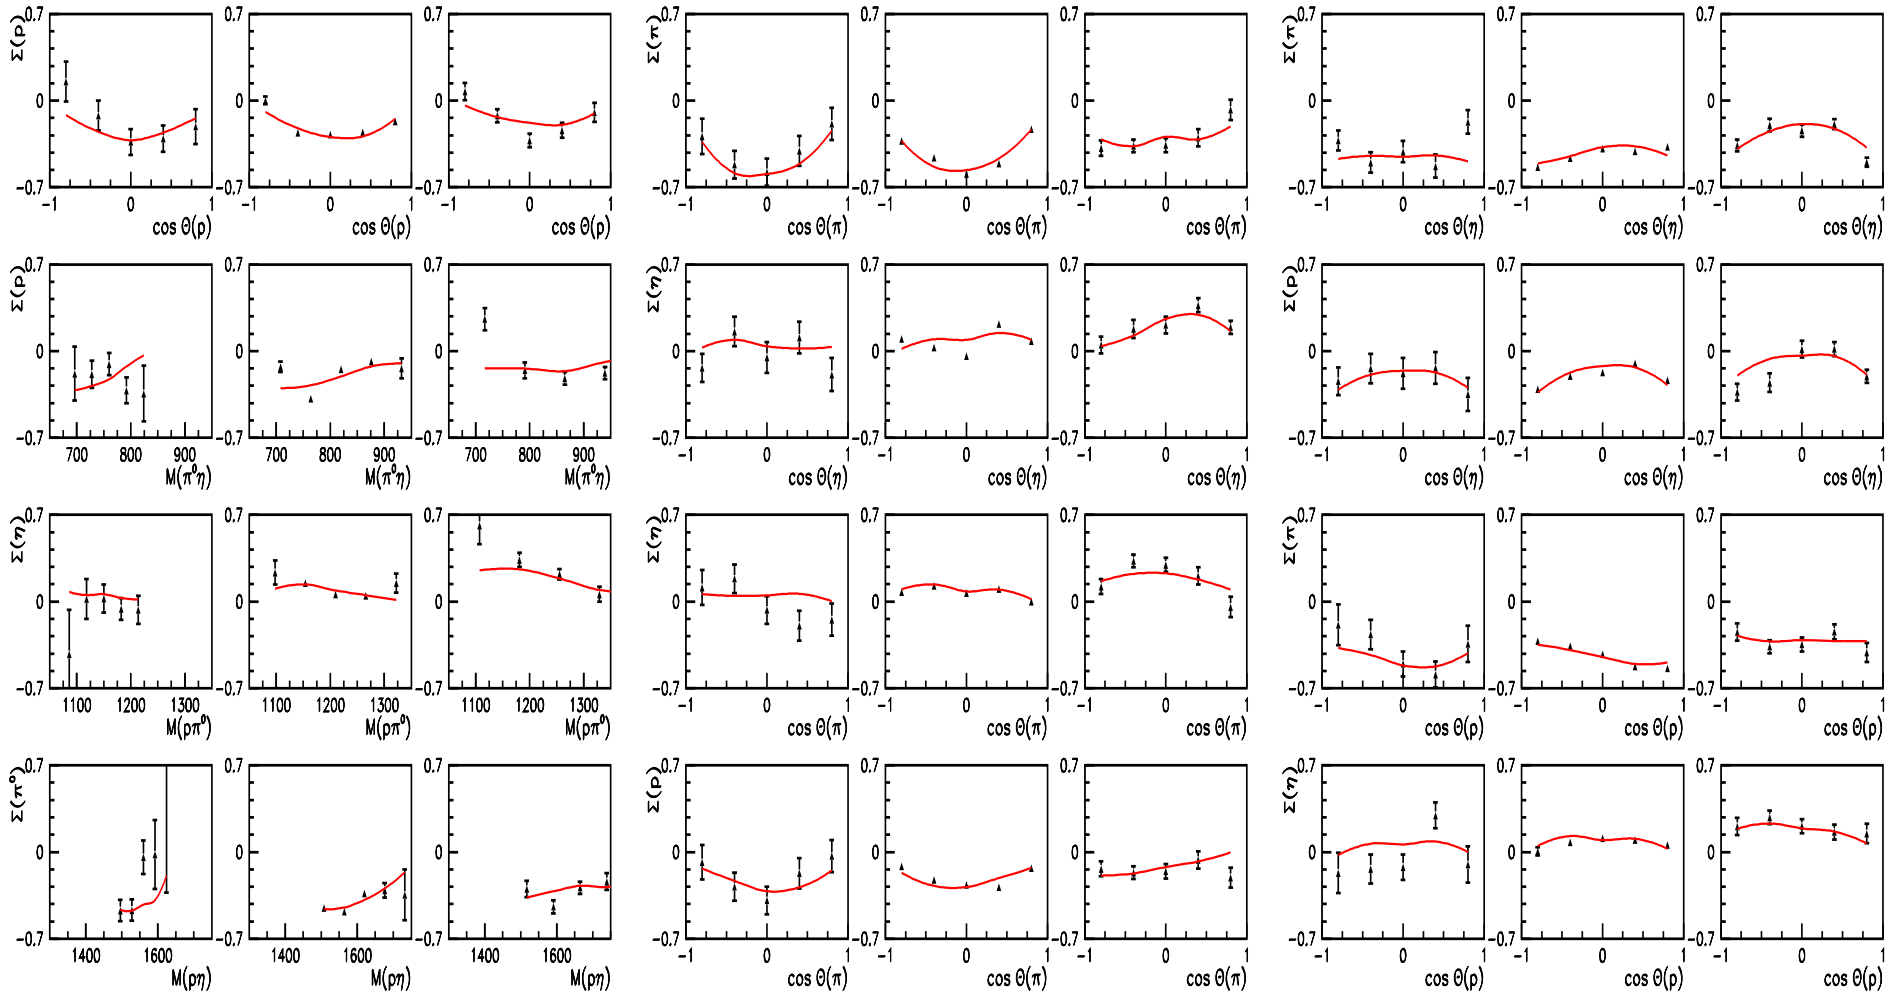 0.7 0.7 0.7 0.7 0.7 0.7 0.7 0.7 0.7
Σ(p) Σ(π) Σ(π)
0 0 0 0 0 0 0 0 0
−0.7 −0.7 −0.7 −0.7 −0.7 −0.7 −0.7 −0.7 −0.7
−1 0 1 −1 0 1 −1 0 1 −1 0 1 −1 0 1 −1 0 1 −1 0 1 −1 0 1 −1 0 1
cos Θ(p) cos Θ(p) cos Θ(p) cos Θ(π) cos Θ(π) cos Θ(π) cos Θ(η) cos Θ(η) cos Θ(η)
0.7 0.7 0.7 0.7 0.7 0.7 0.7 0.7 0.7
Σ(p) Σ(η) Σ(p)
0 0 0 0 0 0 0 0 0
−0.7 −0.7 −0.7 −0.7 −0.7 −0.7 −0.7 −0.7 −0.7
700 800 900 700 800 900 700 800 900 −1 0 1 −1 0 1 −1 0 1 −1 0 1 −1 0 1 −1 0 1
M(π⁰η) M(π⁰η) M(π⁰η) cos Θ(η) cos Θ(η) cos Θ(η) cos Θ(p) cos Θ(p) cos Θ(p)
0.7 0.7 0.7 0.7 0.7 0.7 0.7 0.7 0.7
Σ(η) Σ(η) Σ(π)
0 0 0 0 0 0 0 0 0
−0.7 −0.7 −0.7 −0.7 −0.7 −0.7 −0.7 −0.7 −0.7
1100 1200 1300 1100 1200 1300 1100 1200 1300 −1 0 1 −1 0 1 −1 0 1 −1 0 1 −1 0 1 −1 0 1
M(pπ⁰) M(pπ⁰) M(pπ⁰) cos Θ(π) cos Θ(π) cos Θ(π) cos Θ(p) cos Θ(p) cos Θ(p)
0.7 0.7 0.7 0.7 0.7 0.7 0.7 0.7 0.7
Σ(π⁰) Σ(p) Σ(η)
0 0 0 0 0 0 0 0 0
−0.7 −0.7 −0.7 −0.7 −0.7 −0.7 −0.7 −0.7 −0.7
1400 1600 1400 1600 1400 1600 −1 0 1 −1 0 1 −1 0 1 −1 0 1 −1 0 1 −1 0 1
M(pη) M(pη) M(pη) cos Θ(π) cos Θ(π) cos Θ(π) cos Θ(p) cos Θ(p) cos Θ(p)